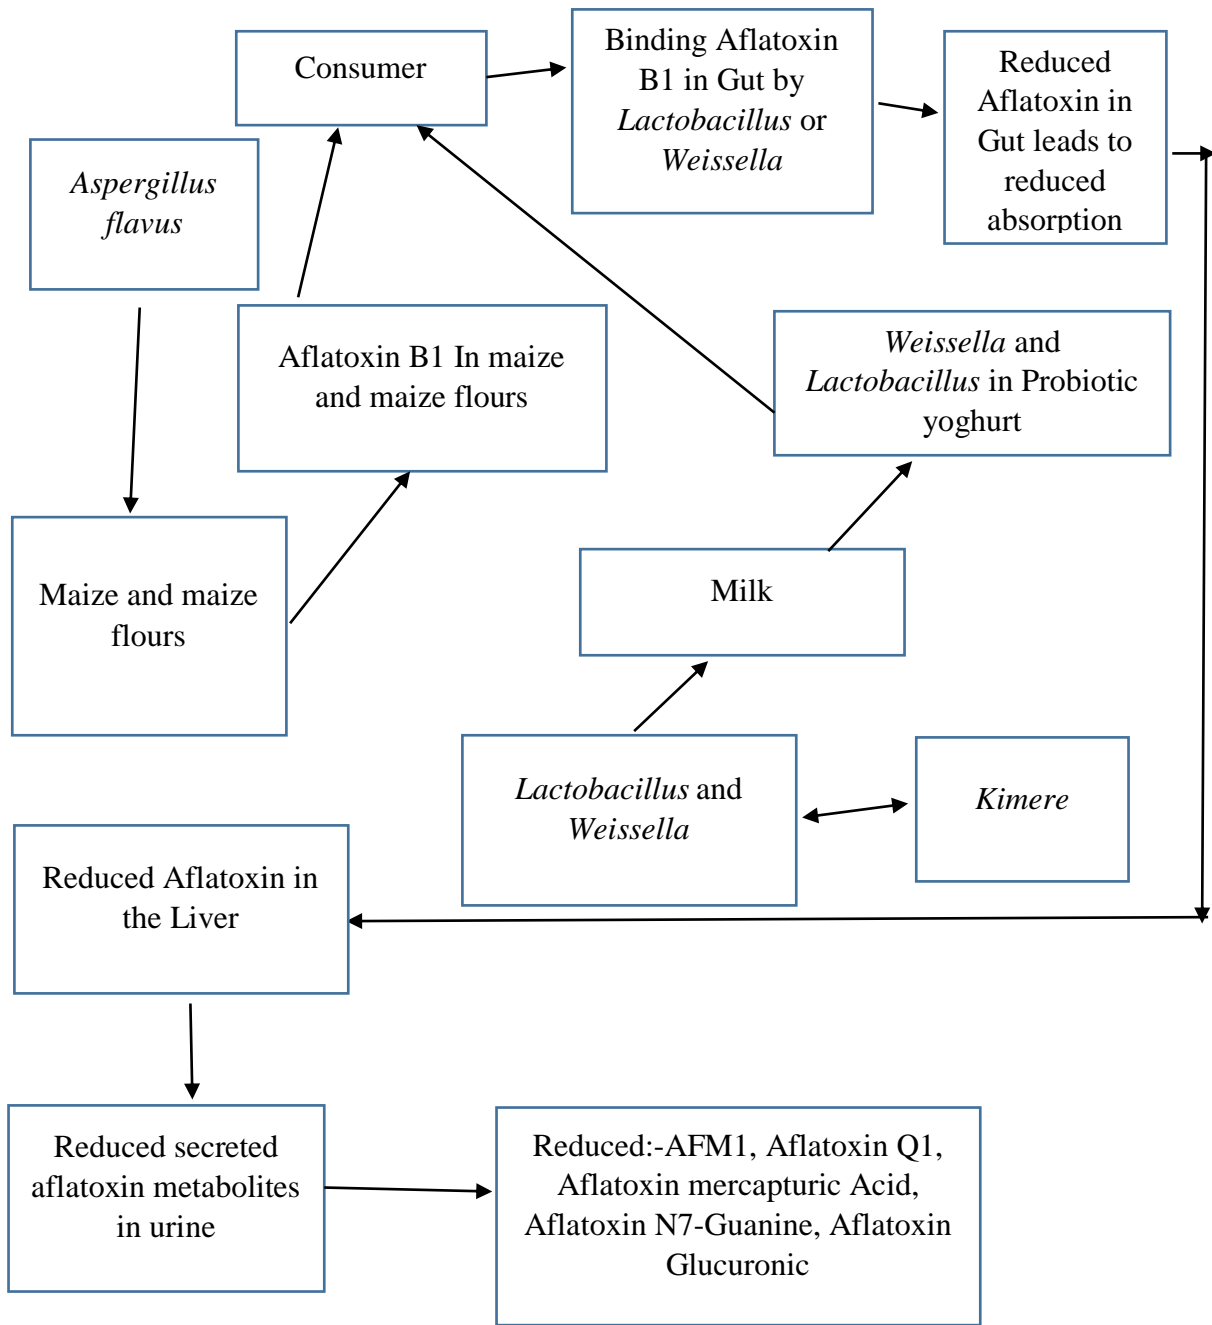 Consumer
Binding Aflatoxin
B1 in Gut by
Lactobacillus or
Weissella
Reduced
Aflatoxin in
Gut leads to
reduced
absorption
Aspergillus
flavus
Aflatoxin B1 In maize
and maize flours
Weissella and
Lactobacillus in Probiotic
yoghurt
Maize and maize
flours
Milk
Lactobacillus and
Weissella
Kimere
Reduced Aflatoxin in
the Liver
Reduced secreted
aflatoxin metabolites
in urine
Reduced:-AFM1, Aflatoxin Q1,
Aflatoxin mercapturic Acid,
Aflatoxin N7-Guanine, Aflatoxin
Glucuronic